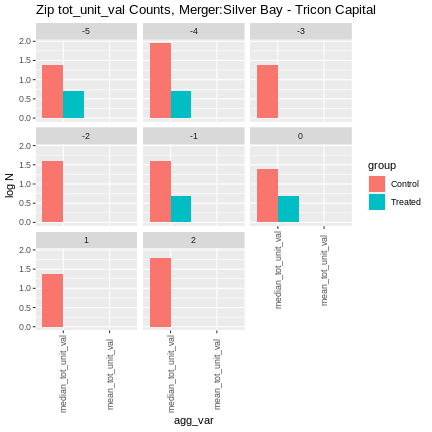 Zip tot_unit_val Counts, Merger:Silver Bay - Tricon Capital
-5
-4
-3
2.0
1.5
1.0
0.5
0.0
-2
-1
0
2.0
1.5
1.0
0.5
0.0
1
2
2.0
1.5
1.0
0.5
0.0
log N
median_tot_unit_val
mean_tot_unit_val
median_tot_unit_val
mean_tot_unit_val
median_tot_unit_val
mean_tot_unit_val
agg_var
group
Control
Treated